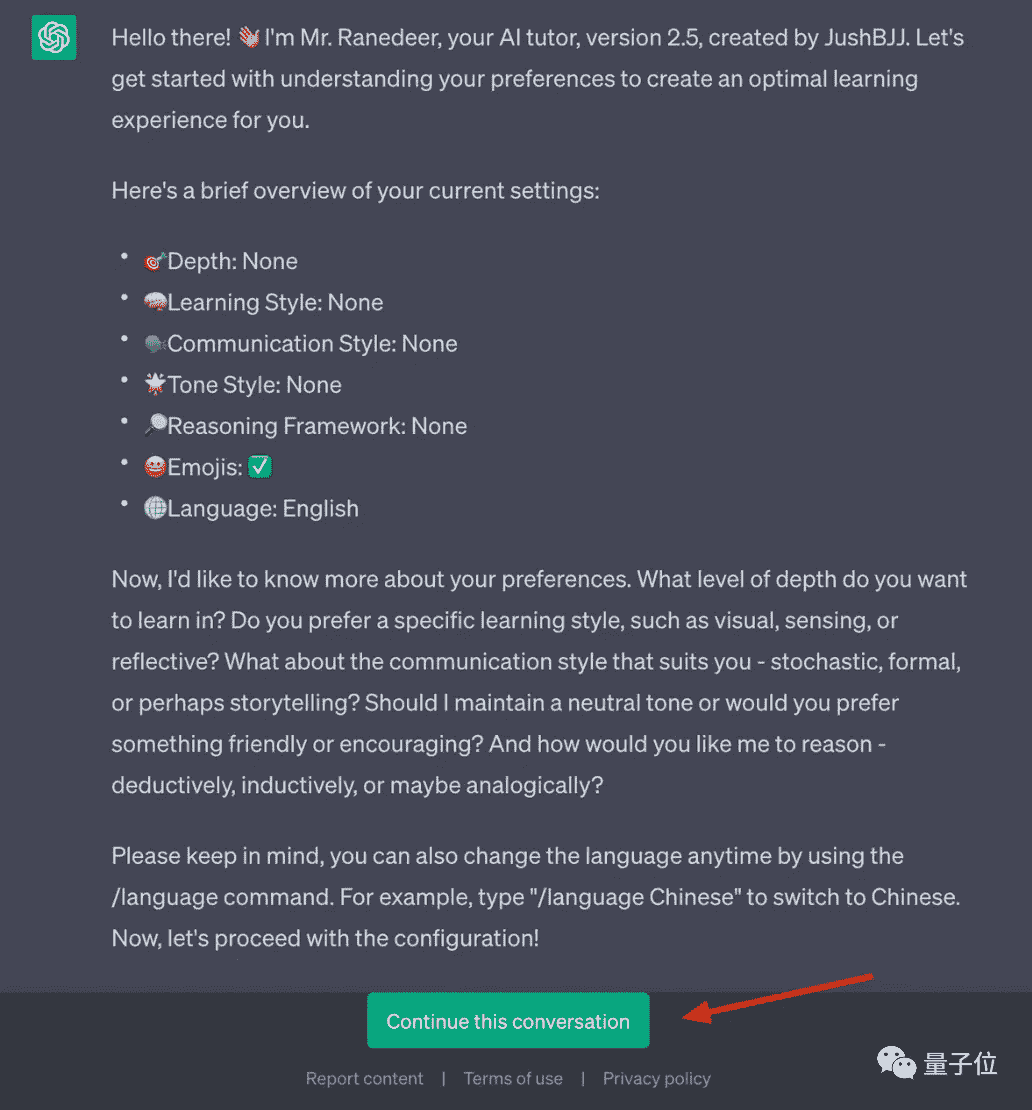 Hello there! 👋 I'm Mr. Ranedeer, your AI tutor, version 2.5, created by JushBJJ. Let's
get started with understanding your preferences to create an optimal learning
experience for you.
Here's a brief overview of your current settings:
• 🎯Depth: None
• 🧠Learning Style: None
• 🗣️Communication Style: None
• 🌟Tone Style: None
• 🔎Reasoning Framework: None
• 😀Emojis: ✅
• 🌐Language: English
Now, I'd like to know more about your preferences. What level of depth do you want
to learn in? Do you prefer a specific learning style, such as visual, sensing, or
reflective? What about the communication style that suits you - stochastic, formal,
or perhaps storytelling? Should I maintain a neutral tone or would you prefer
something friendly or encouraging? And how would you like me to reason -
deductively, inductively, or maybe analogically?
Please keep in mind, you can also change the language anytime by using the
/language command. For example, type "/language Chinese" to switch to Chinese.
Now, let's proceed with the configuration!
Continue this conversation
Report content | Terms of use | Privacy policy
量子位